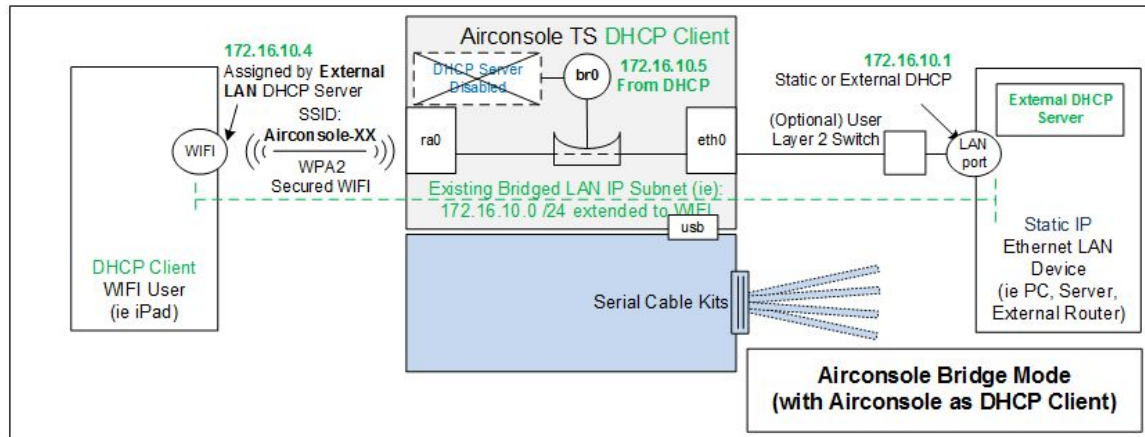 172.16.10.4
Assigned by External
LAN DHCP Server
SSID:
Airconsole-XX
WIFI
WPA2
Secured WIFI
DHCP Client
WIFI User
(ie iPad)
Airconsole TS DHCP Client
DHCP Server
Disabled
br0
172.16.10.5
From DHCP
ra0
eth0
Existing Bridged LAN IP Subnet (ie):
172.16.10.0 /24 extended to WIFI
usb
Serial Cable Kits
172.16.10.1
Static or External DHCP
(Optional) User
Layer 2 Switch
LAN
port
External DHCP
Server
Static IP
Ethernet LAN
Device
(ie PC, Server,
External Router)
Airconsole Bridge Mode
(with Airconsole as DHCP Client)